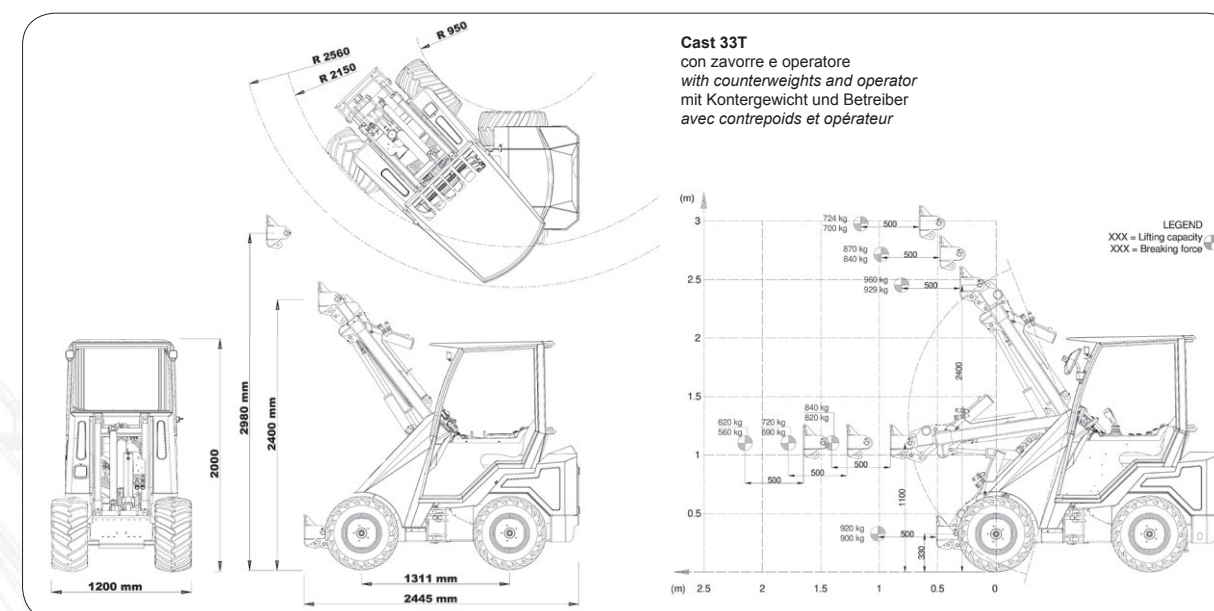 R 950
R 2560
R 2150
2980 mm
2400 mm
2000
1200 mm
1311 mm
2445 mm
Cast 33T
con zavorre e operatore
with counterweights and operator
mit Kontergewicht und Betreiber
avec contrepoids et opérateur
LEGEND
XXX = Lifting capacity
XXX = Breaking force
(m)
3
2.5
2
1.5
1
0.5
724 kg
700 kg
500
870 kg
840 kg
500
960 kg
929 kg
500
2400
840 kg
820 kg
620 kg
560 kg
720 kg
690 kg
500
500
500
1100
920 kg
900 kg
500
330
(m)
2.5
2
1.5
1
0.5
0